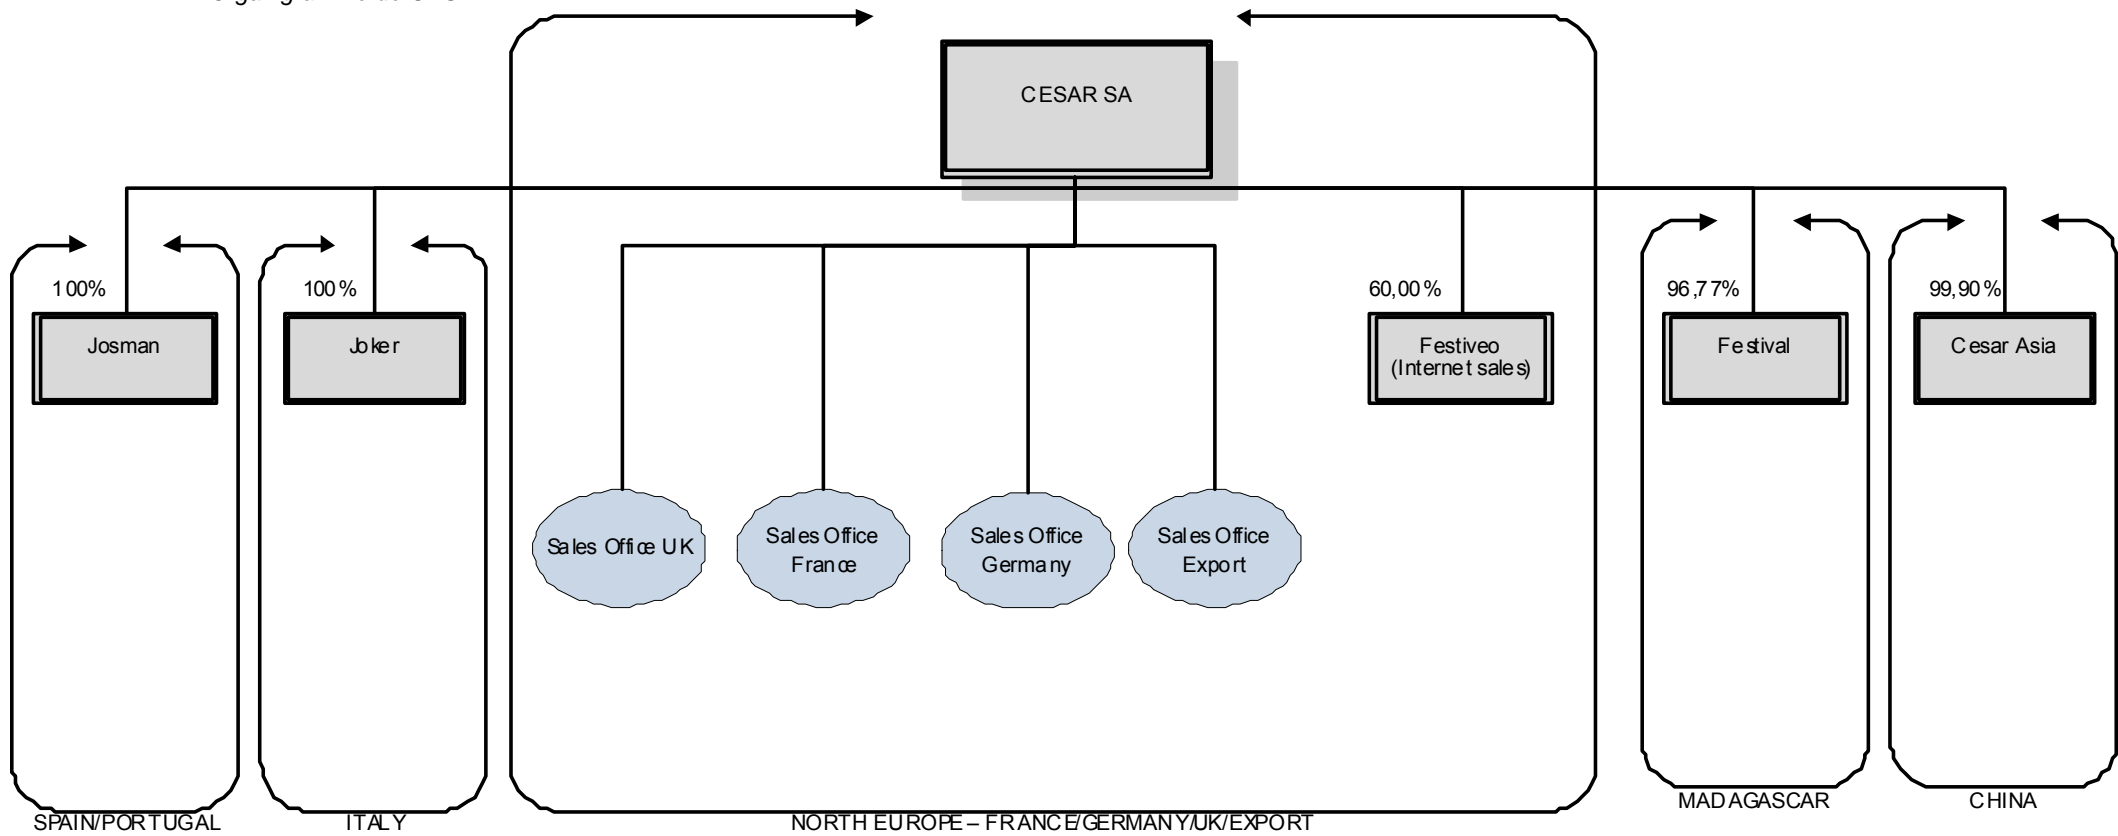 CESAR SA
100%
100%
60,00%
96,77%
99,90%
Josman
Joker
Festiveo
(Internet sales)
Festival
Cesar Asia
Sales Office UK
Sales Office
France
Sales Office
Germany
Sales Office
Export
SPAIN/PORTUGAL
ITALY
NORTH EUROPE – FRANCE/GERMANY/UK/EXPORT
MADAGASCAR
CHINA